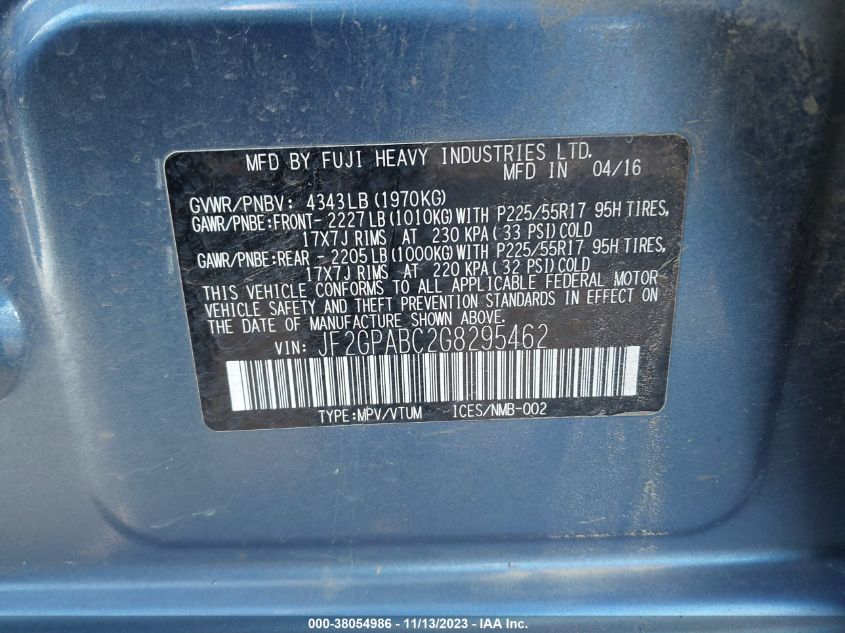 MFD BY FUJI HEAVY INDUSTRIES LTD.
MFD IN 04/16
GVWR/PNBV: 4343LB(1970KG)
GAWR/PNBE:FRONT- 2227LB(1010KG)WITH P225/55R17 95H TIRES,
17X7J RIMS AT 230 KPA( 33 PSI)COLD
GAWR/PNBE:REAR - 2205LB(1000KG)WITH P225/55R17 95H TIRES,
17X7J RIMS AT 220 KPA( 32 PSI)COLD
THIS VEHICLE CONFORMS TO ALL APPLICABLE FEDERAL MOTOR
VEHICLE SAFETY AND THEFT PREVENTION STANDARDS IN EFFECT ON
THE DATE OF MANUFACTURE SHOWN ABOVE.
VIN: JF2GPABC2G8295462
TYPE:MPV/VTUM ICES/NMB-002
000-38054986 - 11/13/2023 - IAA Inc.